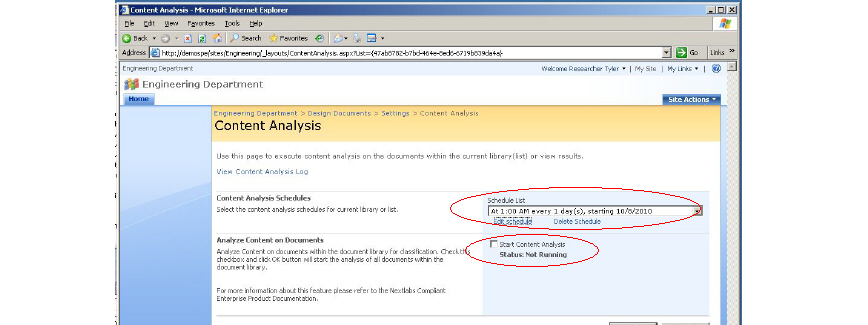 Content Analysis - Microsoft Internet Explorer
File Edit View Favorites Tools Help
Back Search Favorites
Address http://demospe/sites/Engineering/_layouts/ContentAnalysis.aspx?List= Go Links »
Engineering Department Welcome Researcher Tyler My Site My Links
Engineering Department
Home Site Actions
Engineering Department > Design Documents > Settings > Content Analysis
Content Analysis
Use this page to execute content analysis on the documents within the current library(list) or view results.
View Content Analysis Log
Content Analysis Schedules
Select the content analysis schedules for current library or list.
Schedule List
At 1:00 AM every 1 day(s), starting 10/8/2010
Edit schedule Delete Schedule
Analyze Content on Documents
Analyze Content on documents within the document library for classification. Check this
checkbox and click OK button will start the analysis of all documents within the
document library.
Start Content Analysis
Status: Not Running
For more information about this feature please refer to the Nextlabs Compliant
Enterprise Product Documentation.